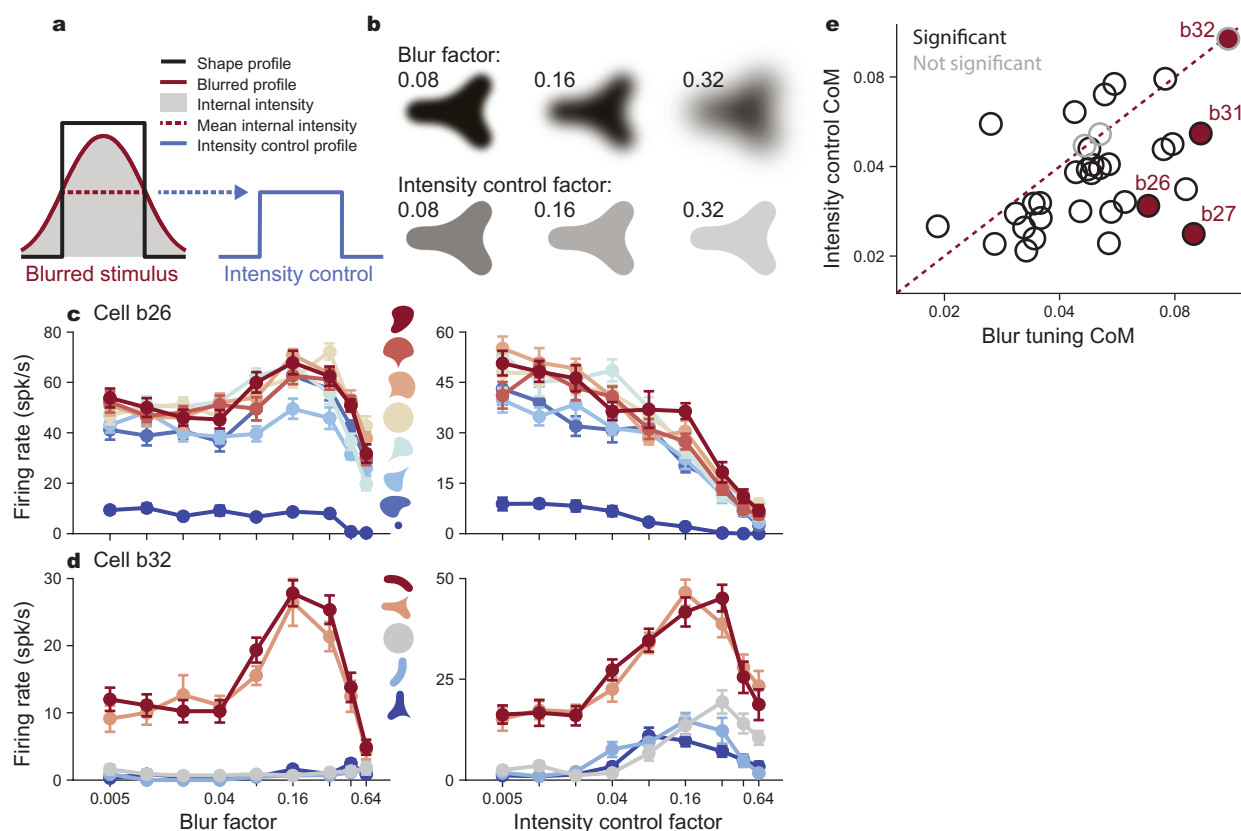 a
Shape profile
Blurred profile
Internal intensity
Mean internal intensity
Intensity control profile
Blurred stimulus
Intensity control
b
Blur factor:
0.08 0.16 0.32
Intensity control factor:
0.08 0.16 0.32
c Cell b26
Firing rate (spk/s)
80
60
40
20
0
60
45
30
15
0
d Cell b32
Firing rate (spk/s)
30
20
10
0
0.005 0.04 0.16 0.64
Blur factor
50
25
0
0.005 0.04 0.16 0.64
Intensity control factor
e
Significant
Not significant
b32
b31
b26
b27
Intensity control CoM
0.08
0.04
0.02
0.02 0.04 0.08
Blur tuning CoM